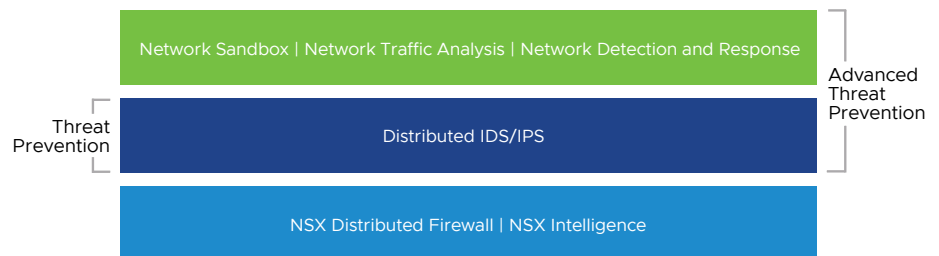 Network Sandbox | Network Traffic Analysis | Network Detection and Response
Advanced
Threat
Prevention
Threat
Prevention
Distributed IDS/IPS
NSX Distributed Firewall | NSX Intelligence